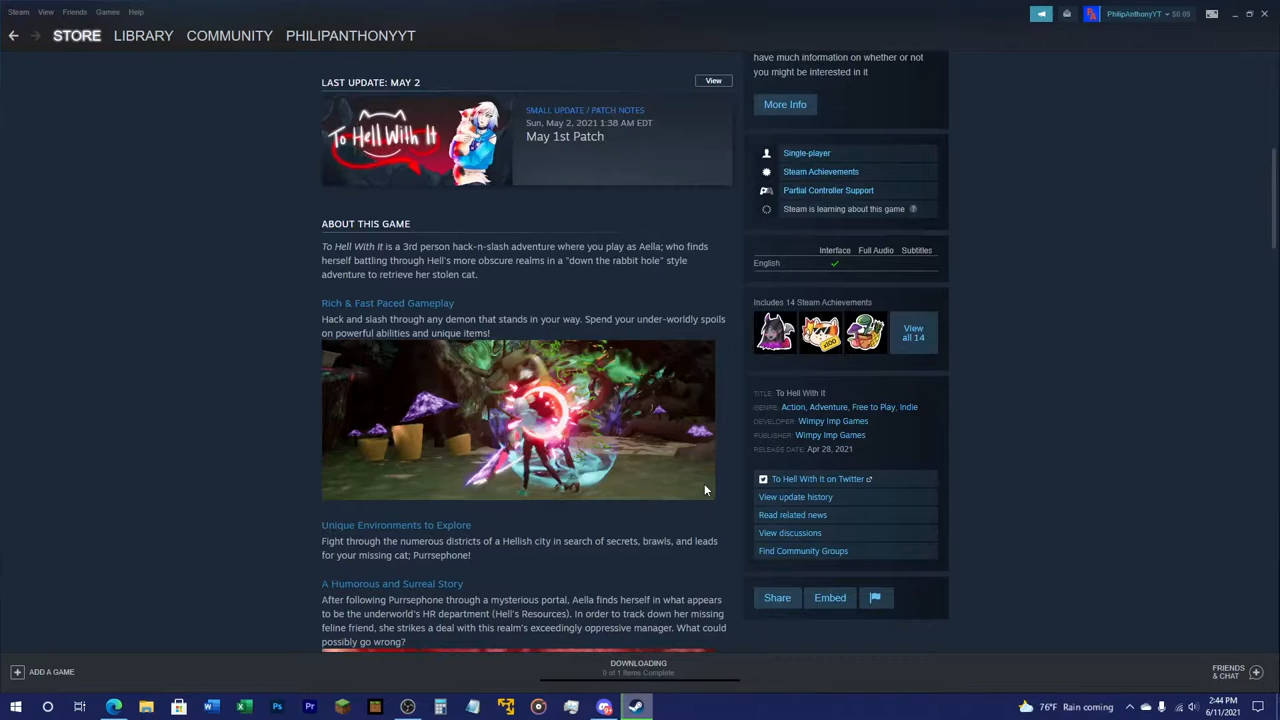 Steam View Friends Games Help
PhilipAnthonyYT $0.09
STORE LIBRARY COMMUNITY PHILIPANTHONYYT
LAST UPDATE: MAY 2
View
To Hell With It
SMALL UPDATE / PATCH NOTES
Sun, May 2, 2021 1:38 AM EDT
May 1st Patch
ABOUT THIS GAME
To Hell With It is a 3rd person hack-n-slash adventure where you play as Aella; who finds
herself battling through Hell's more obscure realms in a "down the rabbit hole" style
adventure to retrieve her stolen cat.
Rich & Fast Paced Gameplay
Hack and slash through any demon that stands in your way. Spend your under-worldly spoils
on powerful abilities and unique items!
Unique Environments to Explore
Fight through the numerous districts of a Hellish city in search of secrets, brawls, and leads
for your missing cat; Purrsephone!
A Humorous and Surreal Story
After following Purrsephone through a mysterious portal, Aella finds herself in what appears
to be the underworld's HR department (Hell's Resources). In order to track down her missing
feline friend, she strikes a deal with this realm's exceedingly oppressive manager. What could
possibly go wrong?
have much information on whether or not
you might be interested in it
More Info
Single-player
Steam Achievements
Partial Controller Support
Steam is learning about this game ?
Interface Full Audio Subtitles
English
Includes 14 Steam Achievements
x100
View
all 14
TITLE: To Hell With It
GENRE: Action, Adventure, Free to Play, Indie
DEVELOPER: Wimpy Imp Games
PUBLISHER: Wimpy Imp Games
RELEASE DATE: Apr 28, 2021
To Hell With It on Twitter
View update history
Read related news
View discussions
Find Community Groups
Share Embed
ADD A GAME
DOWNLOADING
0 of 1 Items Complete
FRIENDS
& CHAT
76°F Rain coming
2:44 PM
6/11/2021